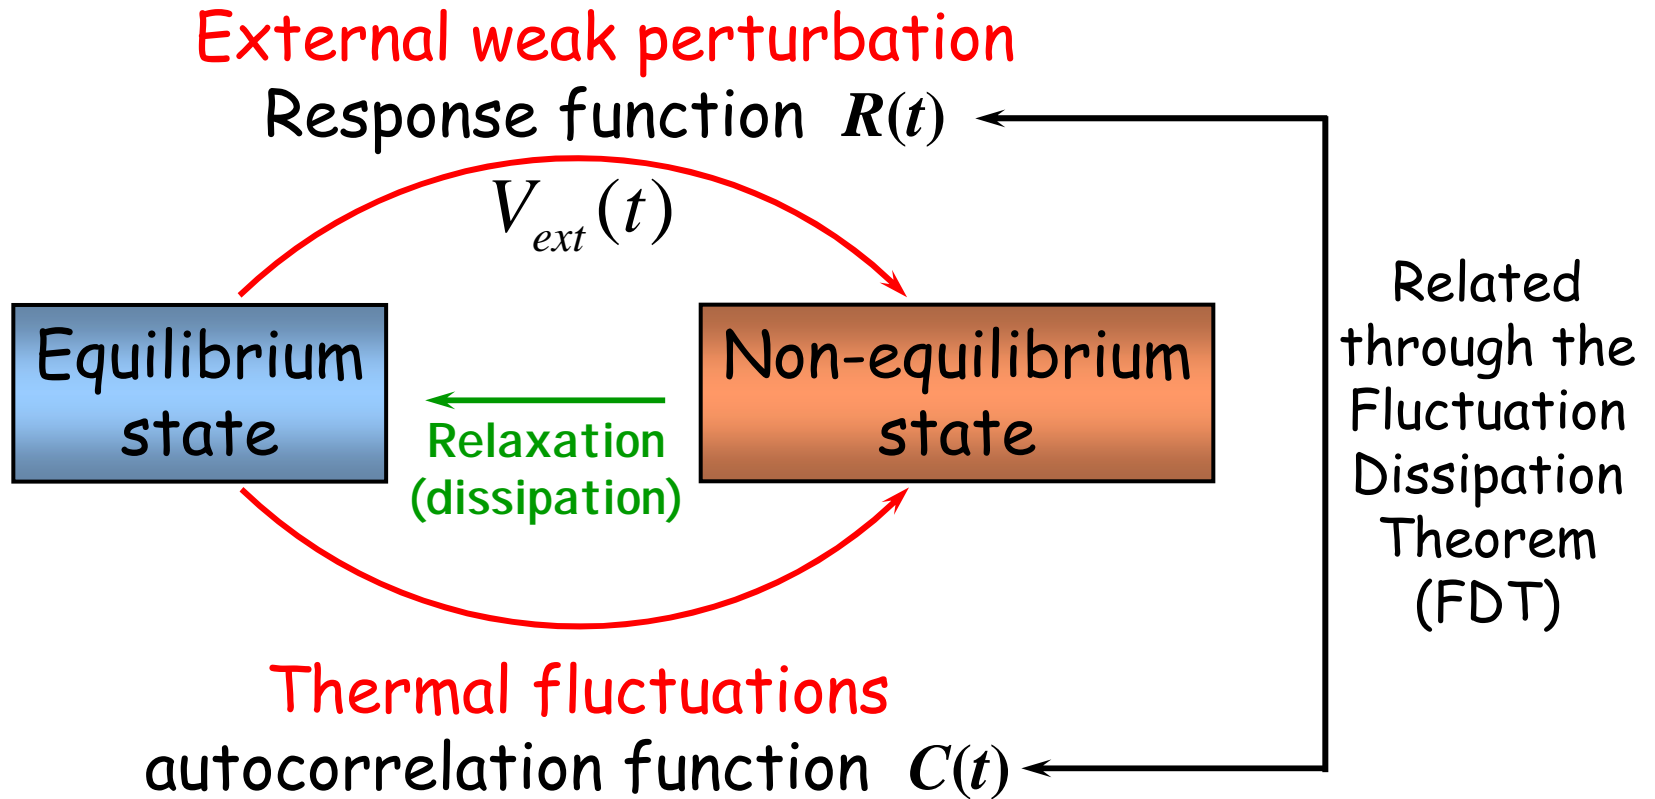 External weak perturbation
Response function R(t)
V_ext (t)
Equilibrium
state
Relaxation
(dissipation)
Non-equilibrium
state
Thermal fluctuations
autocorrelation function C(t)
Related
through the
Fluctuation
Dissipation
Theorem
(FDT)